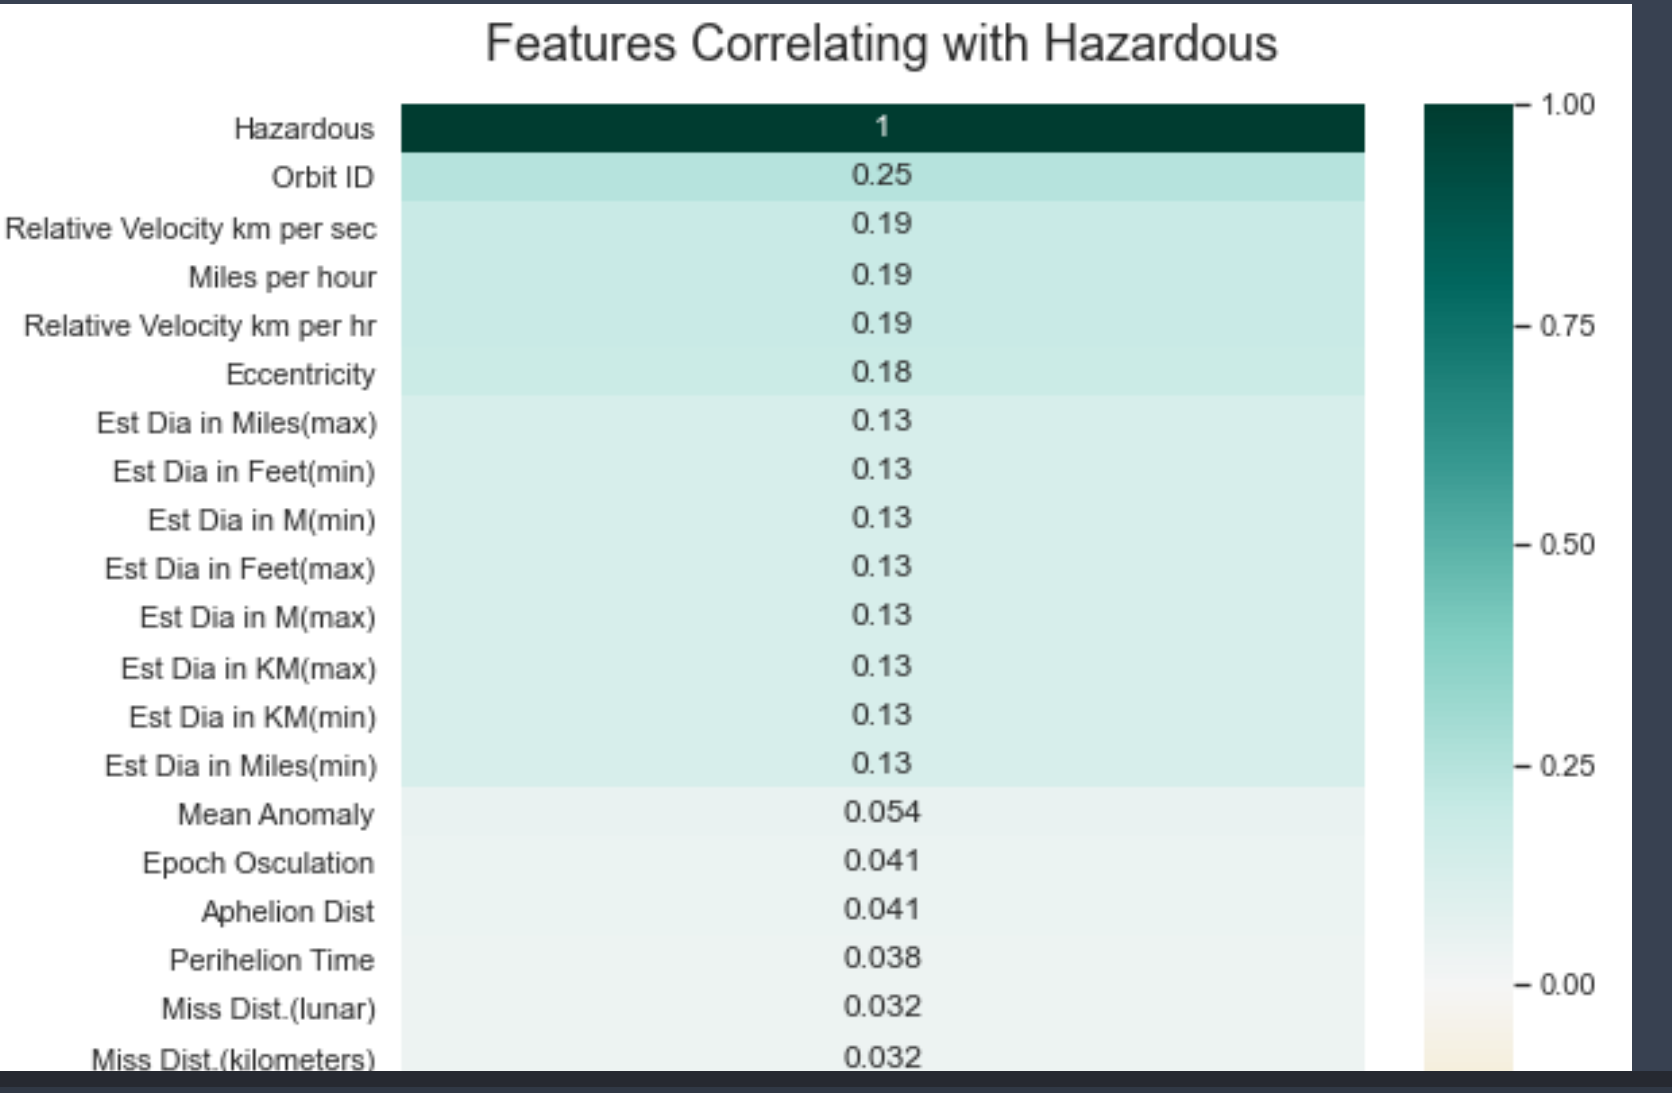 Features Correlating with Hazardous
Hazardous 1
Orbit ID 0.25
Relative Velocity km per sec 0.19
Miles per hour 0.19
Relative Velocity km per hr 0.19
Eccentricity 0.18
Est Dia in Miles(max) 0.13
Est Dia in Feet(min) 0.13
Est Dia in M(min) 0.13
Est Dia in Feet(max) 0.13
Est Dia in M(max) 0.13
Est Dia in KM(max) 0.13
Est Dia in KM(min) 0.13
Est Dia in Miles(min) 0.13
Mean Anomaly 0.054
Epoch Osculation 0.041
Aphelion Dist 0.041
Perihelion Time 0.038
Miss Dist.(lunar) 0.032
Miss Dist.(kilometers) 0.032
1.00
0.75
0.50
0.25
0.00